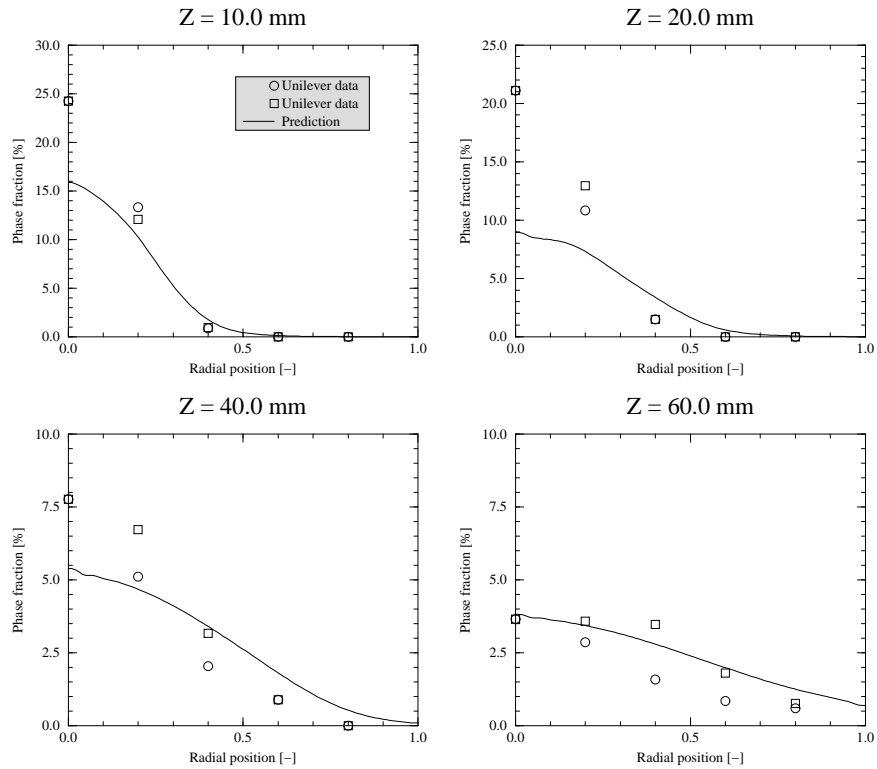 Z = 10.0 mm
30.0
25.0
20.0
15.0
10.0
5.0
0.0
Phase fraction [%]
Unilever data
Unilever data
Prediction
0.0 0.5 1.0
Radial position [−]
Z = 20.0 mm
25.0
20.0
15.0
10.0
5.0
0.0
Phase fraction [%]
0.0 0.5 1.0
Radial position [−]
Z = 40.0 mm
10.0
7.5
5.0
2.5
0.0
Phase fraction [%]
0.0 0.5 1.0
Radial position [−]
Z = 60.0 mm
10.0
7.5
5.0
2.5
0.0
Phase fraction [%]
0.0 0.5 1.0
Radial position [−]